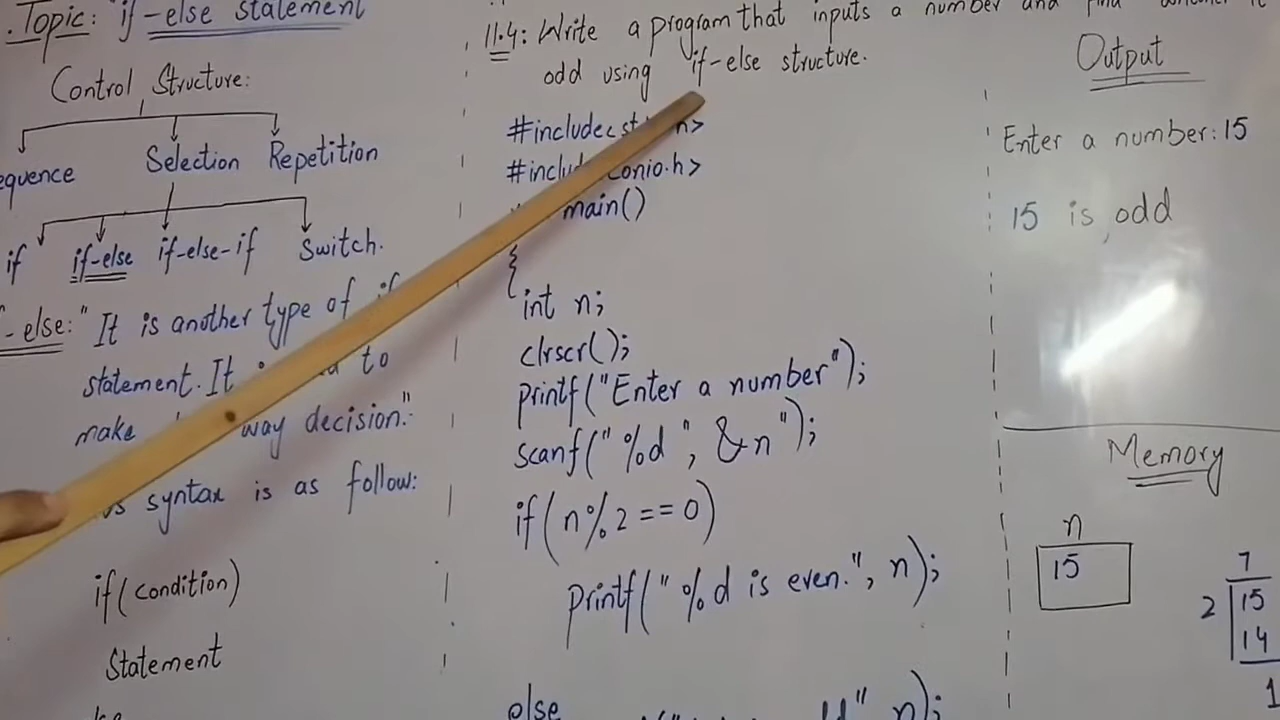 Topic: "if-else statement
Control Structure:
equence Selection Repetition
if if-else if-else-if Switch.
-else: "It is another type of if
statement. It to
make way decision."
syntax is as follow:
if(condition)
Statement
11.4: Write a program that inputs a number and
odd using if-else structure.
#include<st h>
#include conio.h>
main()
{
int n;
clrscr();
printf("Enter a number");
scanf("%d", &n");
if(n%2==0)
printf("%d is even.", n);
else
" n);
Output
Enter a number:15
15 is odd
Memory
n
15
7
2 15
14
1